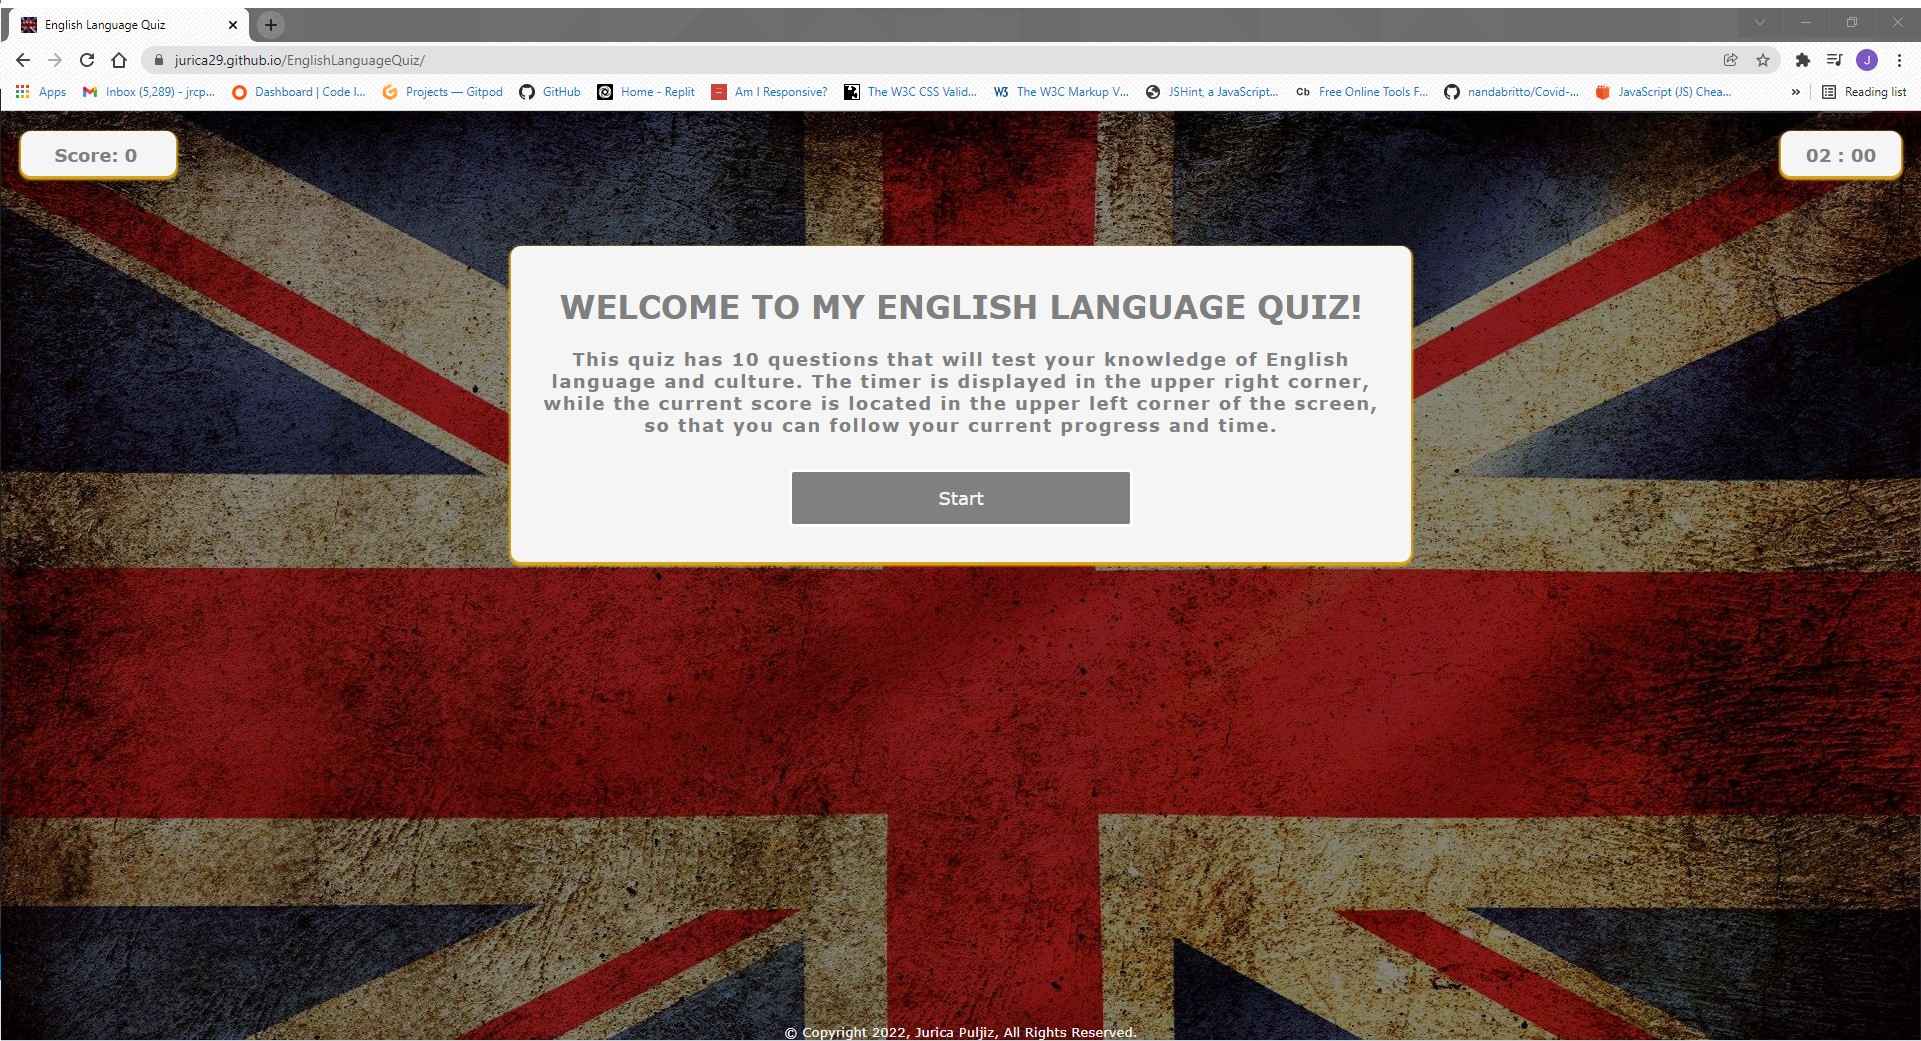 English Language Quiz
jurica29.github.io/EnglishLanguageQuiz/
J
Apps
Inbox (5,289) - jrcp...
Dashboard | Code I...
Projects — Gitpod
GitHub
Home - Replit
Am I Responsive?
The W3C CSS Valid...
W3 The W3C Markup V...
JSHint, a JavaScript...
Cb Free Online Tools F...
nandabritto/Covid-...
JavaScript (JS) Chea...
»
Reading list
Score: 0
02 : 00
WELCOME TO MY ENGLISH LANGUAGE QUIZ!
This quiz has 10 questions that will test your knowledge of English
language and culture. The timer is displayed in the upper right corner,
while the current score is located in the upper left corner of the screen,
so that you can follow your current progress and time.
Start
© Copyright 2022, Jurica Puljiz, All Rights Reserved.